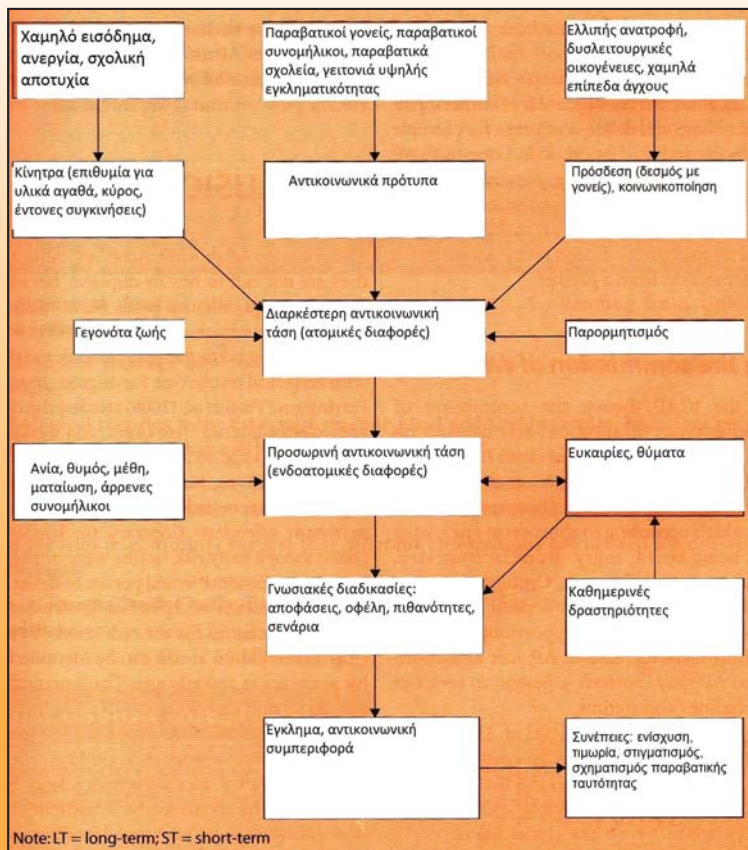 Χαμηλό εισόδημα,
ανεργία, σχολική
αποτυχία
Παραβατικοί γονείς, παραβατικοί
συνομήλικοι, παραβατικά
σχολεία, γειτονιά υψηλής
εγκληματικότητας
Ελλιπής ανατροφή,
δυσλειτουργικές
οικογένειες, χαμηλά
επίπεδα άγχους
Κίνητρα (επιθυμία για
υλικά αγαθά, κύρος,
έντονες συγκινήσεις)
Αντικοινωνικά πρότυπα
Πρόσδεση (δεσμός με
γονείς), κοινωνικοποίηση
Διαρκέστερη αντικοινωνική
τάση (ατομικές διαφορές)
Γεγονότα ζωής
Παρορμητισμός
Ανία, θυμός, μέθη,
ματαίωση, άρρενες
συνομήλικοι
Προσωρινή αντικοινωνική τάση
(ενδοατομικές διαφορές)
Ευκαιρίες, θύματα
Γνωσιακές διαδικασίες:
αποφάσεις, οφέλη, πιθανότητες,
σενάρια
Καθημερινές
δραστηριότητες
Έγκλημα, αντικοινωνική
συμπεριφορά
Συνέπειες: ενίσχυση,
τιμωρία, στιγματισμός,
σχηματισμός παραβατικής
ταυτότητας
Note: LT = long-term; ST = short-term